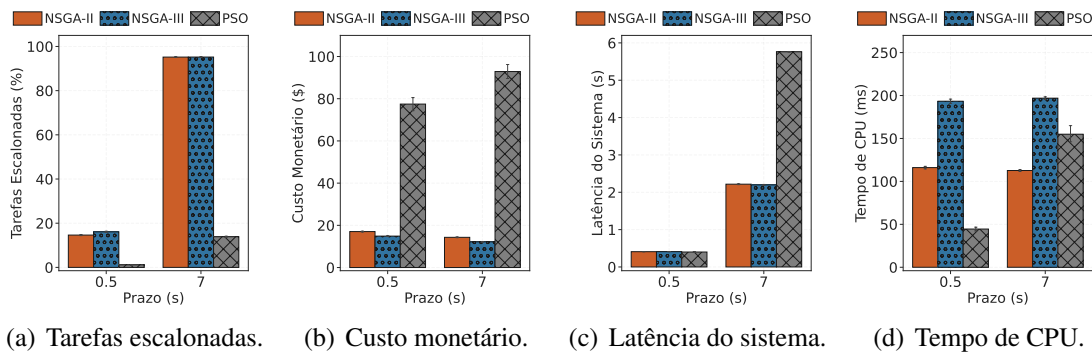 NSGA-II NSGA-III PSO
100
80
60
40
20
0
Tarefas Escalonadas (%)
0.5 7
Prazo (s)
(a) Tarefas escalonadas.
NSGA-II NSGA-III PSO
100
80
60
40
20
0
Custo Monetário ($)
0.5 7
Prazo (s)
(b) Custo monetário.
NSGA-II NSGA-III PSO
6
5
4
3
2
1
0
Latência do Sistema (s)
0.5 7
Prazo (s)
(c) Latência do sistema.
NSGA-II NSGA-III PSO
250
200
150
100
50
0
Tempo de CPU (ms)
0.5 7
Prazo (s)
(d) Tempo de CPU.